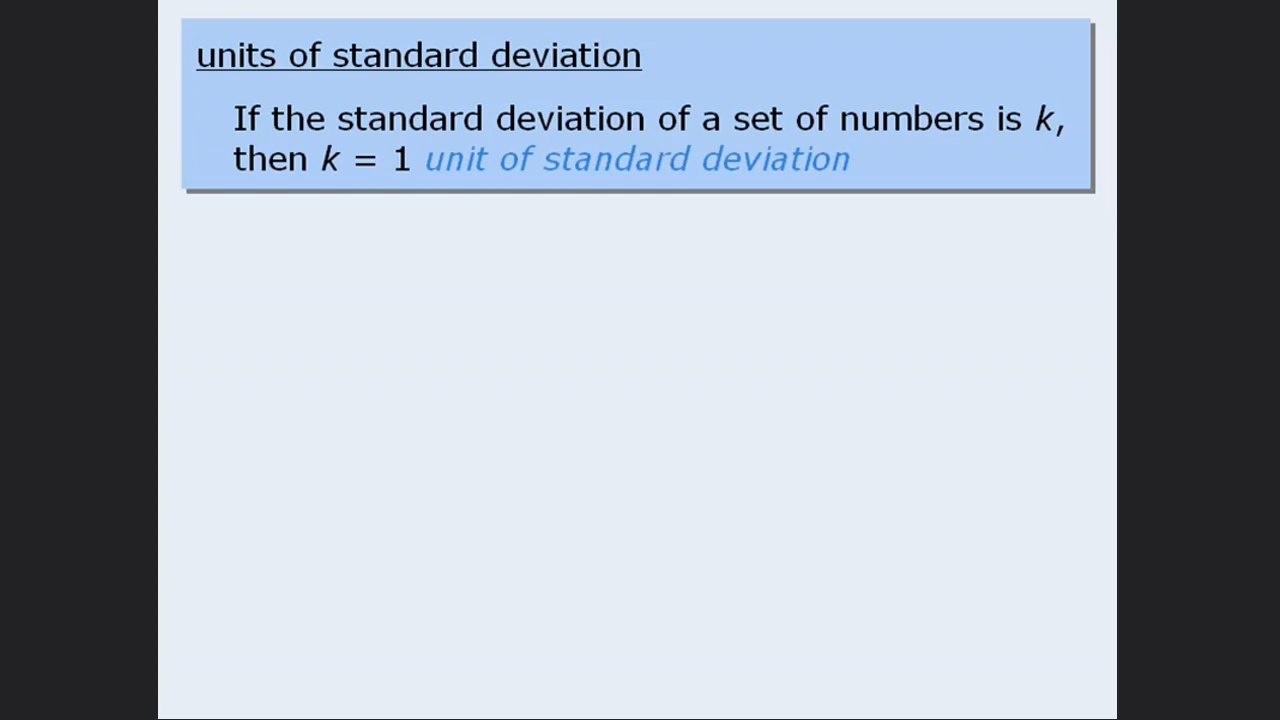 units of standard deviation
If the standard deviation of a set of numbers is k,
then k = 1 unit of standard deviation